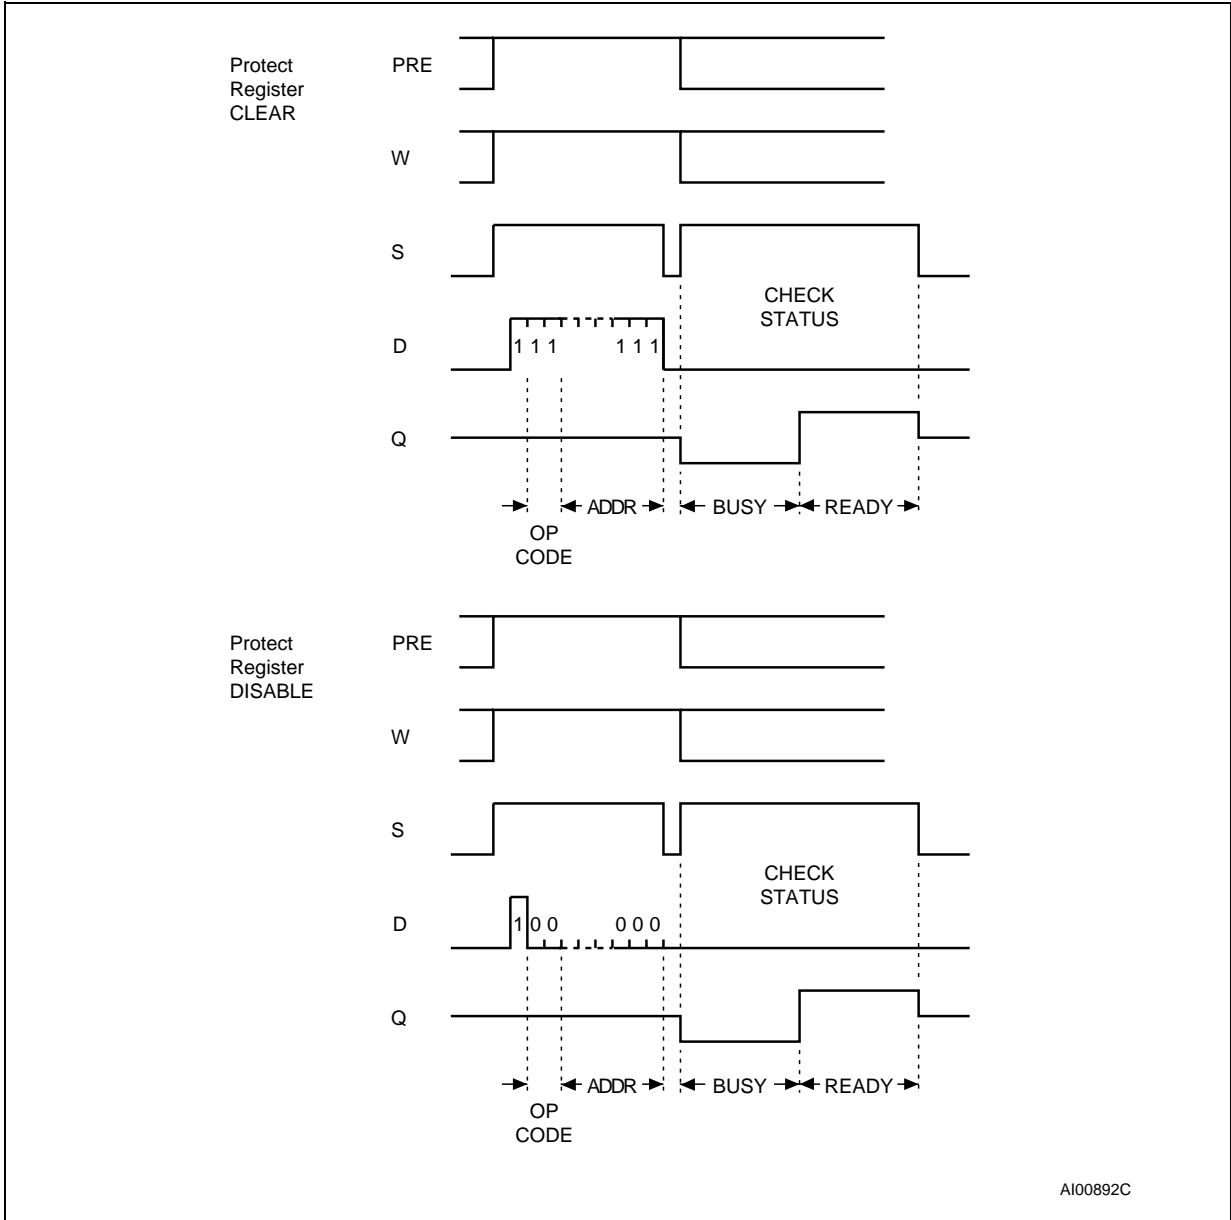 Protect
Register
CLEAR
PRE
W
S
CHECK
STATUS
D
1 1 1 1 1 1
Q
ADDR BUSY READY
OP
CODE
Protect
Register
DISABLE
PRE
W
S
CHECK
STATUS
D
1 0 0 0 0 0
Q
ADDR BUSY READY
OP
CODE
AI00892C